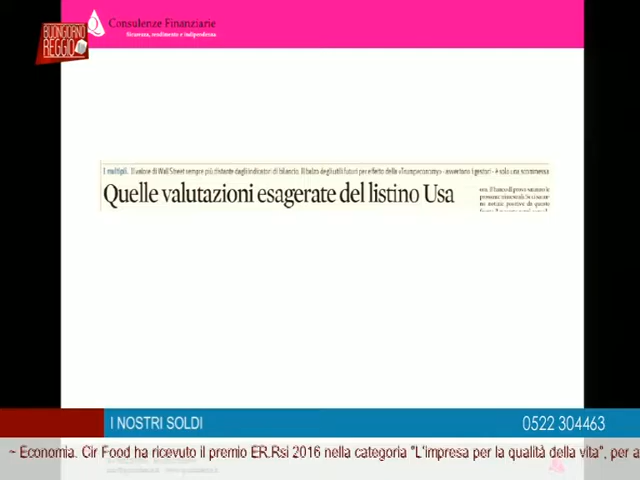 BUONGIORNO
REGGIO
Q Consulenze Finanziarie
Sicurezza, rendimento e indipendenza
I multipli. Il valore di Wall Street sempre più distante dagli indicatori di bilancio. Il balzo degli utili futuri per effetto della «Trumpeconomy» - avvertono i gestori - è solo una scommessa
Quelle valutazioni esagerate del listino Usa
I NOSTRI SOLDI
0522 304463
~ Economia. Cir Food ha ricevuto il premio ER.Rsi 2016 nella categoria "L'impresa per la qualità della vita", per a